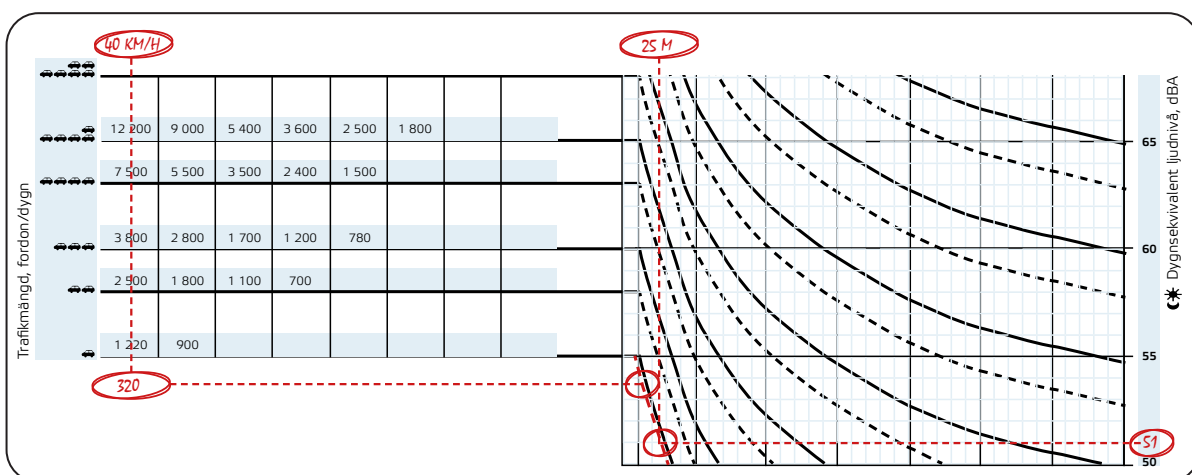 40 KM/H
25 M
Trafikmängd, fordon/dygn
12 200 9 000 5 400 3 600 2 500 1 800
7 500 5 500 3 500 2 400 1 500
3 800 2 800 1 700 1 200 780
2 500 1 800 1 100 700
1 220 900
320
65
60
55
51
50
Dygnsekvivalent ljudnivå, dBA